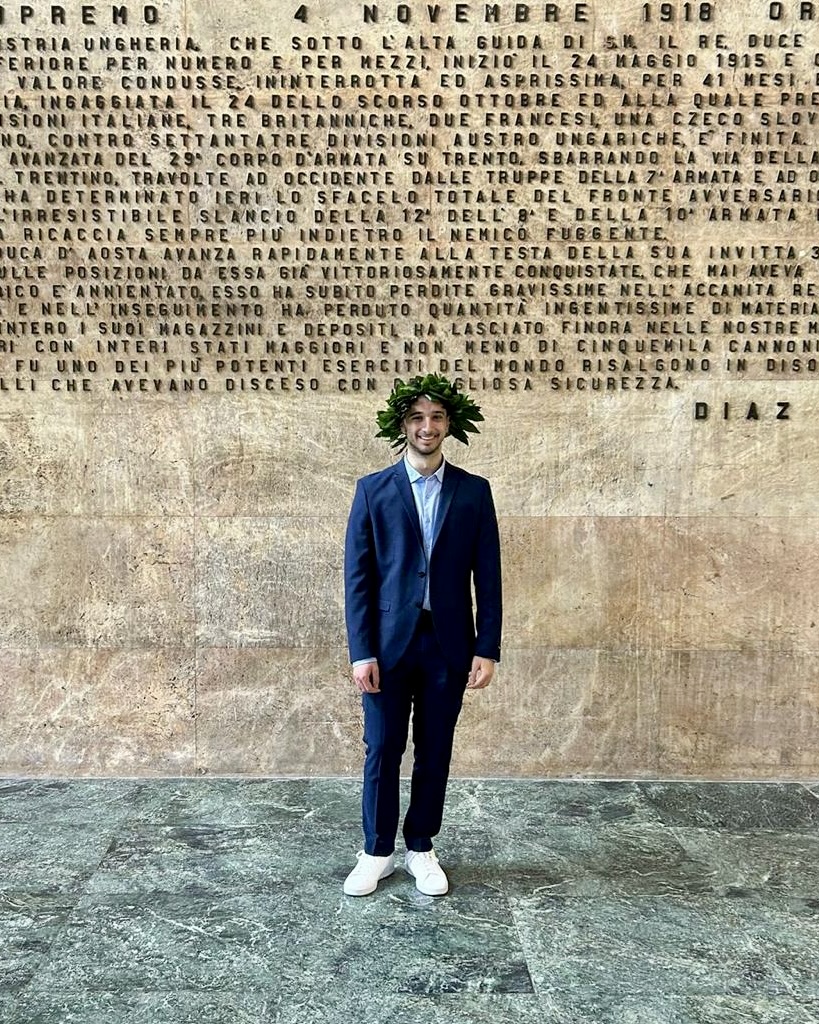 UPREMO 4 NOVEMBRE 1918 OR
STRIA UNGHERIA. CHE SOTTO L'ALTA GUIDA DI S.M. IL RE. DUCE
FERIORE PER NUMERO E PER MEZZI, INIZIÒ IL 24 MAGGIO 1915 E C
VALORE CONDUSSE, ININTERROTTA ED ASPRISSIMA, PER 41 MESI.
IA, INGAGGIATA IL 24 DELLO SCORSO OTTOBRE ED ALLA QUALE PRE
ISIONI ITALIANE, TRE BRITANNICHE, DUE FRANCESI, UNA CZECO SLOV
NO, CONTRO SETTANTATRE DIVISIONI AUSTRO UNGARICHE, E' FINITA.
AVANZATA DEL 29° CORPO D'ARMATA SU TRENTO, SBARRANDO LA VIA DELLA
TRENTINO, TRAVOLTE AD OCCIDENTE DALLE TRUPPE DELLA 7ª ARMATA E AD O
HA DETERMINATO IERI LO SFACELO TOTALE DEL FRONTE AVVERSARIO
L'IRRESISTIBILE SLANCIO DELLA 12ª DELL'8ª E DELLA 10ª ARMATA
RICACCIA SEMPRE PIÙ INDIETRO IL NEMICO FUGGENTE.
DUCA D'AOSTA AVANZA RAPIDAMENTE ALLA TESTA DELLA SUA INVITTA 3
SULLE POSIZIONI DA ESSA GIÀ VITTORIOSAMENTE CONQUISTATE, CHE MAI AVEVA
ICO E' ANNIENTATO, ESSO HA SUBITO PERDITE GRAVISSIME NELL'ACCANITA RE
E NELL'INSEGUIMENTO HA PERDUTO QUANTITÀ INGENTISSIME DI MATERIA
INTERO I SUOI MAGAZZINI E DEPOSITI, HA LASCIATO FINORA NELLE NOSTRE M
RI CON INTERI STATI MAGGIORI E NON MENO DI CINQUEMILA CANNONI
FU UNO DEI PIÙ POTENTI ESERCITI DEL MONDO RISALGONO IN DISO
LLI CHE AVEVANO DISCESO CON GLIOSA SICUREZZA.
DIAZ